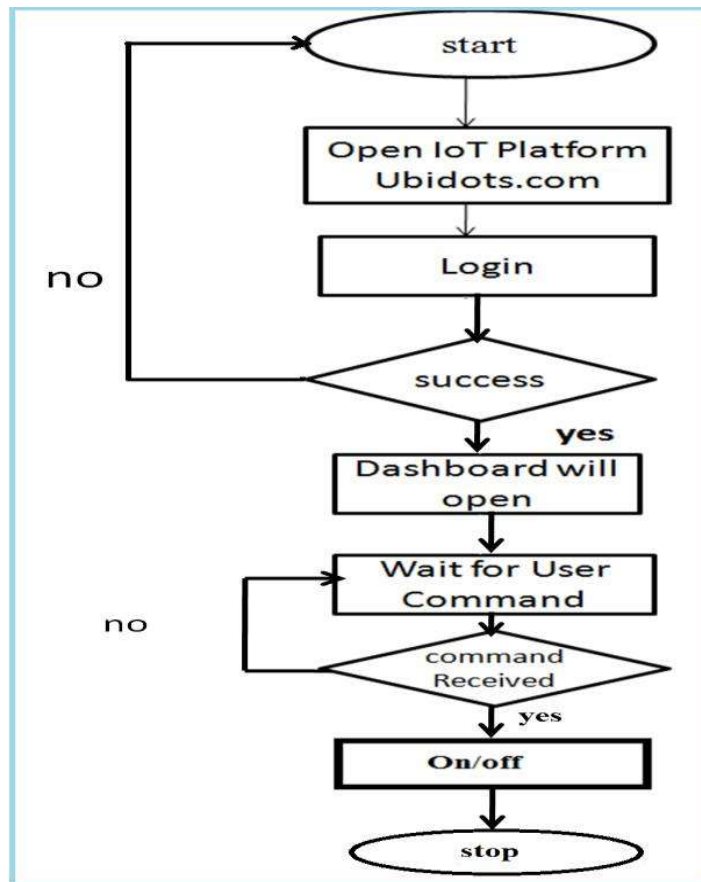 start
Open IoT Platform
Ubidots.com
Login
no
success
yes
Dashboard will
open
Wait for User
Command
no
command
Received
yes
On/off
stop